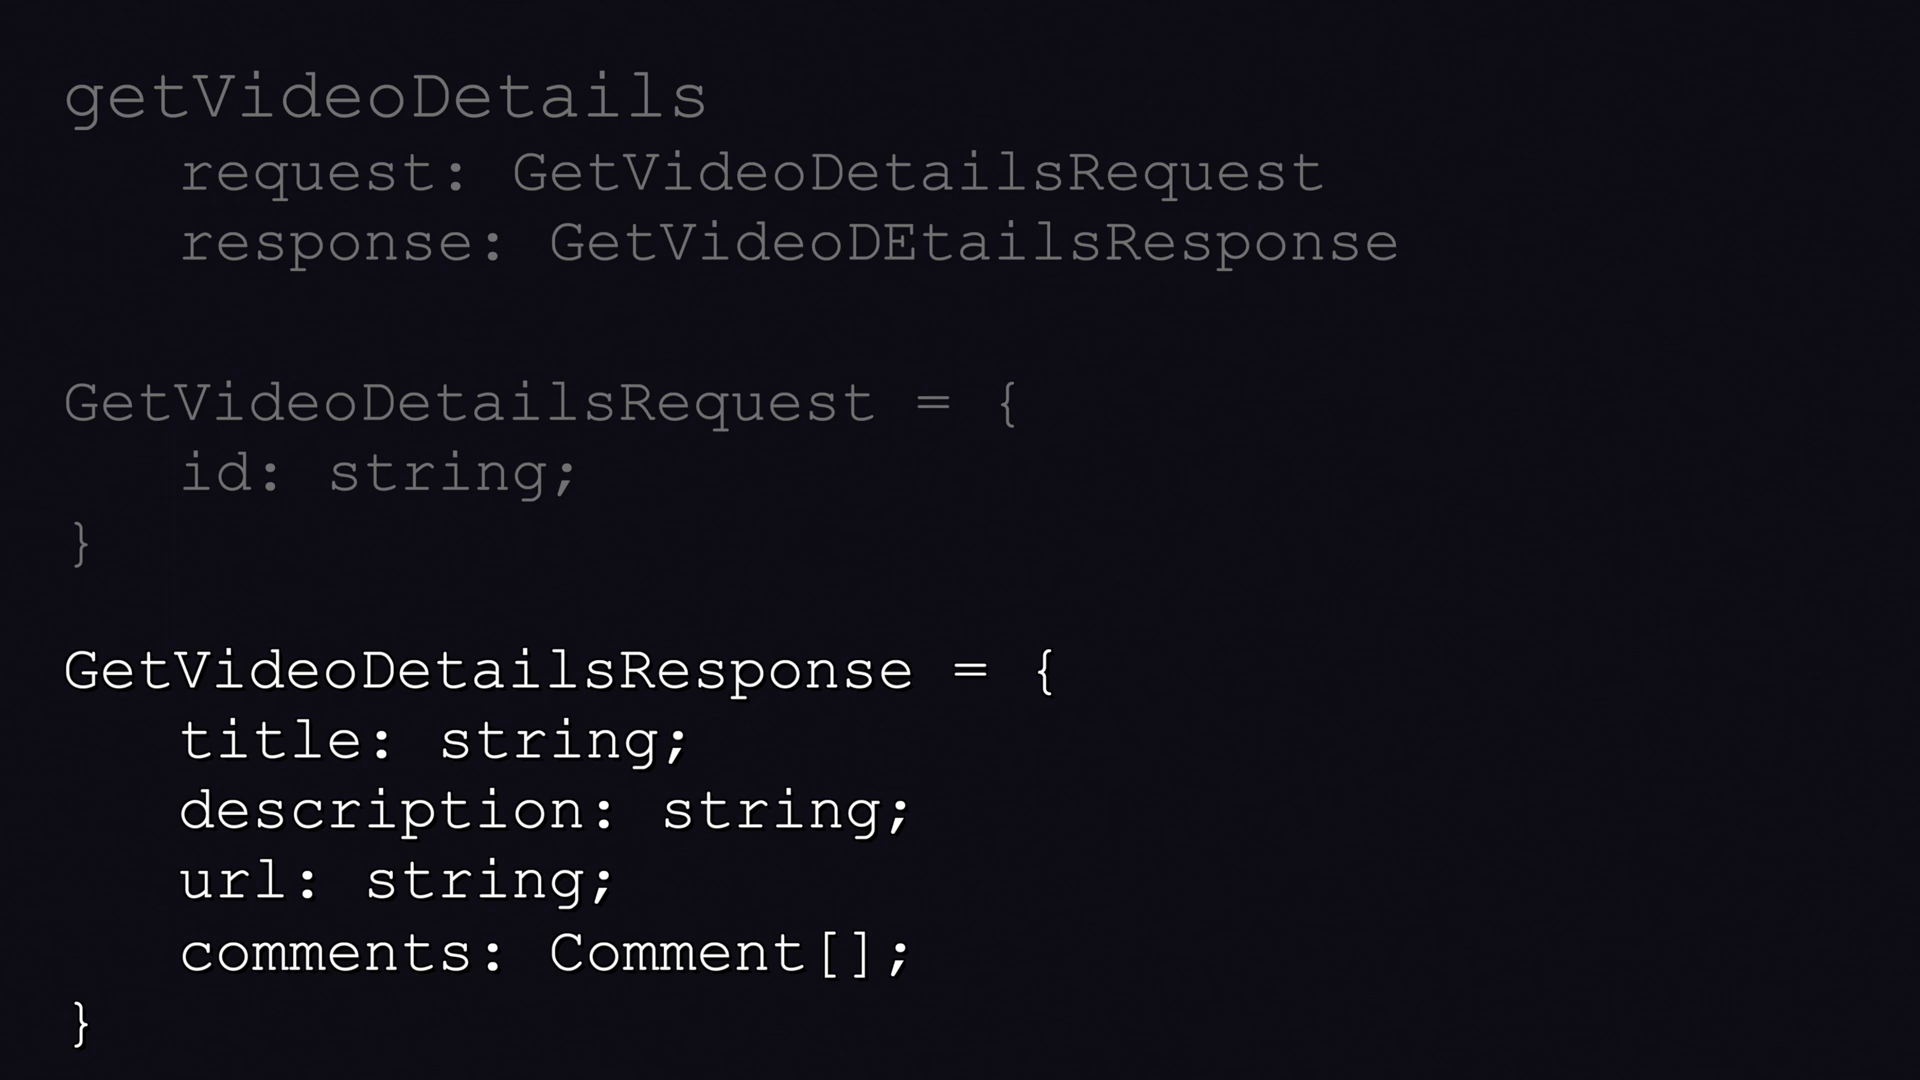 getVideoDetails
request: GetVideoDetailsRequest
response: GetVideoDEtailsResponse
GetVideoDetailsRequest = {
id: string;
}
GetVideoDetailsResponse = {
title: string;
description: string;
url: string;
comments: Comment[];
}